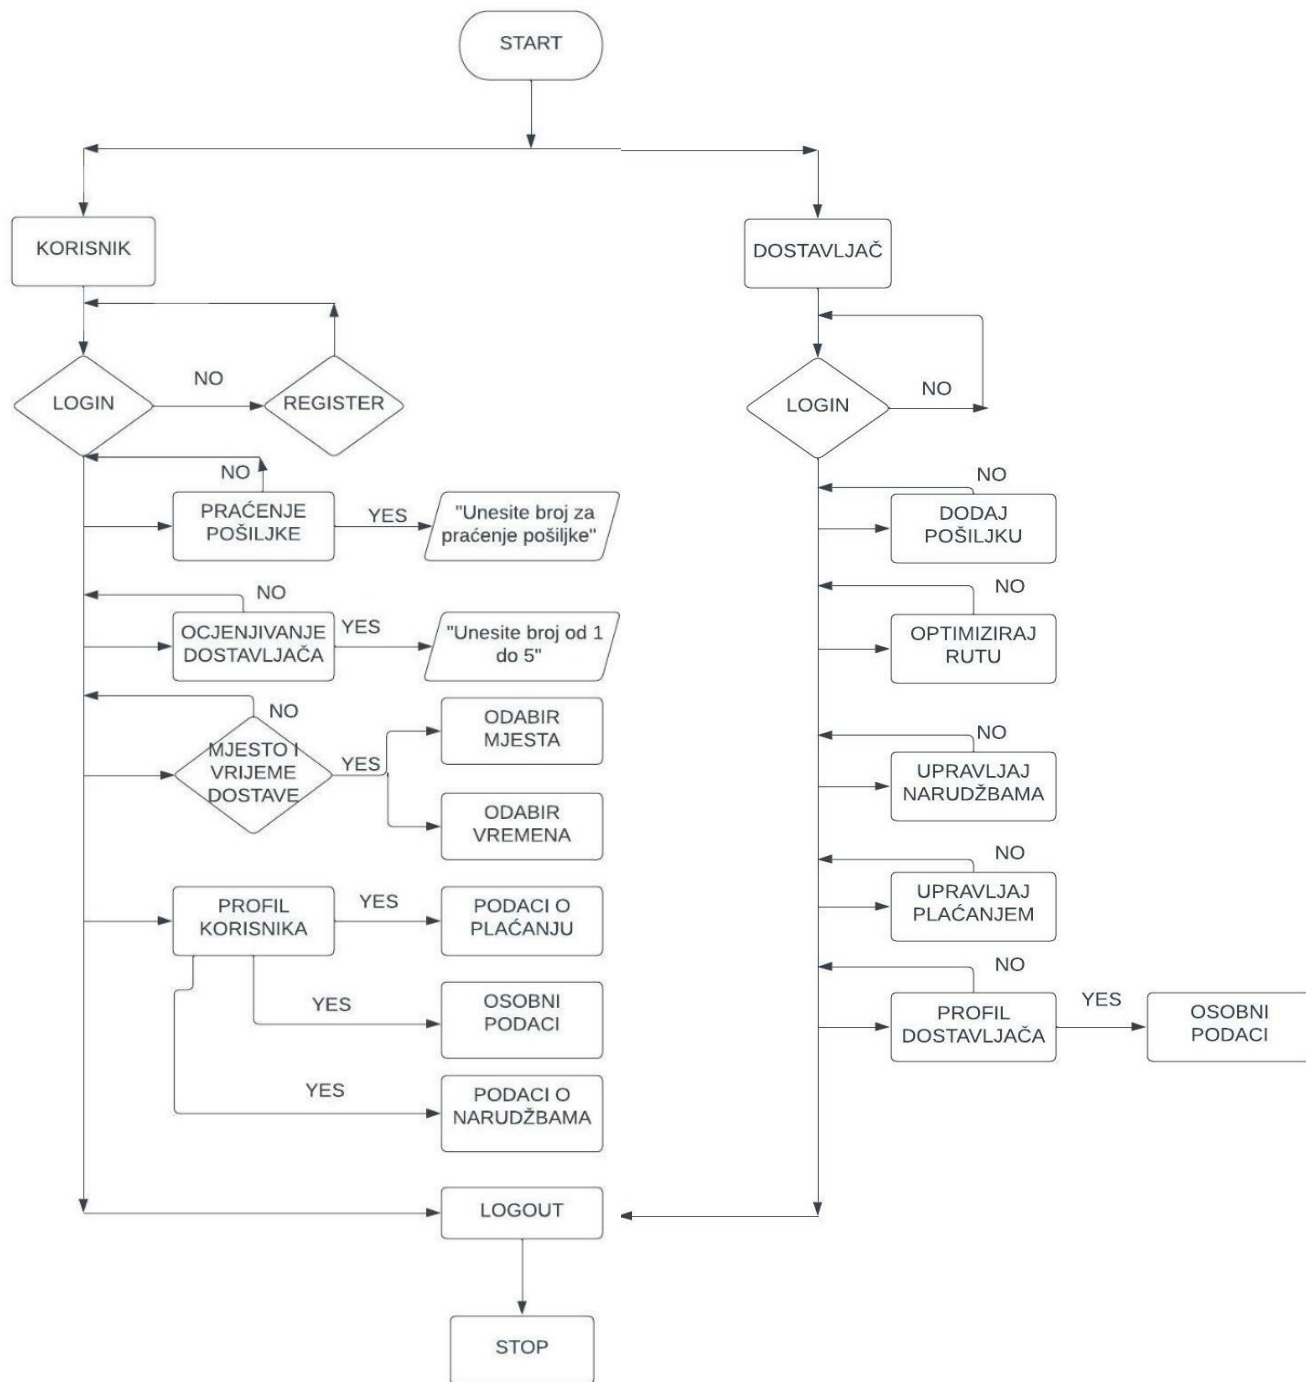 START
KORISNIK
DOSTAVLJAČ
LOGIN
NO
REGISTER
LOGIN
NO
NO
PRAĆENJE
POŠILJKE
YES
"Unesite broj za
praćenje pošiljke"
NO
DODAJ
POŠILJKU
NO
OCJENJIVANJE
DOSTAVLJAČA
YES
"Unesite broj od 1
do 5"
NO
OPTIMIZIRAJ
RUTU
NO
MJESTO I
VRIJEME
DOSTAVE
YES
ODABIR
MJESTA
ODABIR
VREMENA
NO
UPRAVLJAJ
NARUDŽBAMA
PROFIL
KORISNIKA
YES
PODACI O
PLAĆANJU
NO
UPRAVLJAJ
PLAĆANJEM
YES
OSOBNI
PODACI
NO
PROFIL
DOSTAVLJAČA
YES
OSOBNI
PODACI
YES
PODACI O
NARUDŽBAMA
LOGOUT
STOP